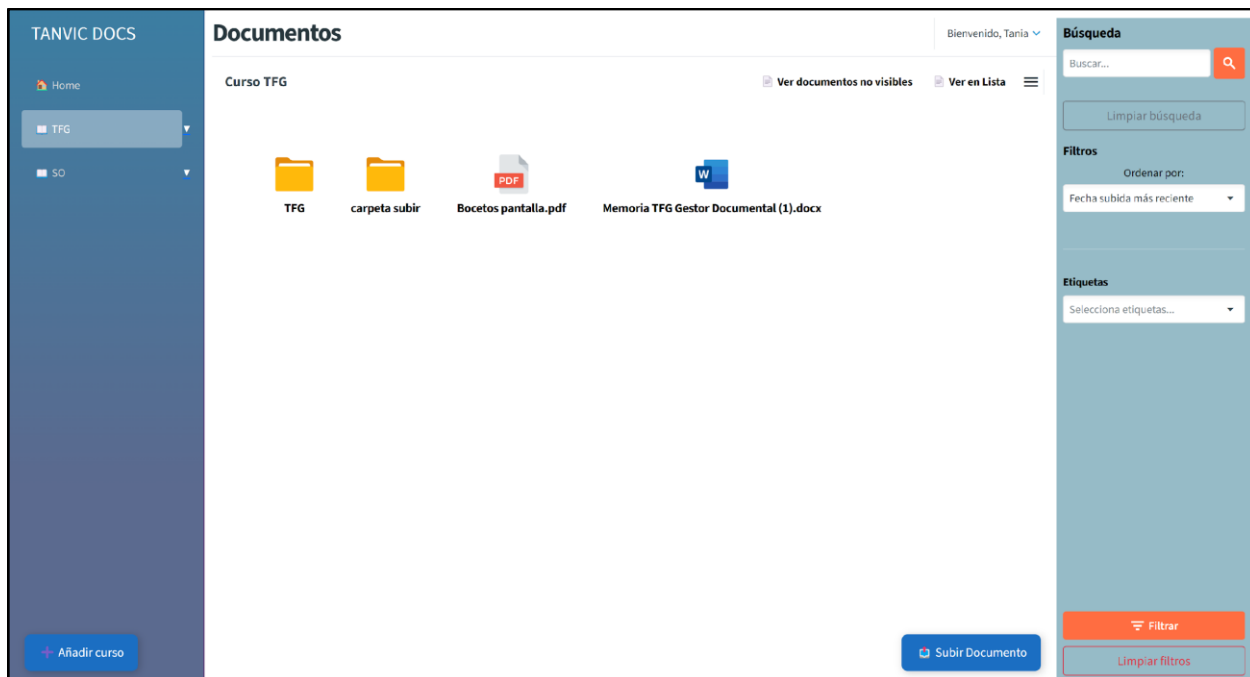 TANVIC DOCS
Home
TFG
SO
Añadir curso
Documentos
Bienvenido, Tania
Curso TFG
Ver documentos no visibles
Ver en Lista
TFG
carpeta subir
PDF
Bocetos pantalla.pdf
W
Memoria TFG Gestor Documental (1).docx
Subir Documento
Búsqueda
Buscar...
Limpiar búsqueda
Filtros
Ordenar por:
Fecha subida más reciente
Etiquetas
Selecciona etiquetas...
Filtrar
Limpiar filtros